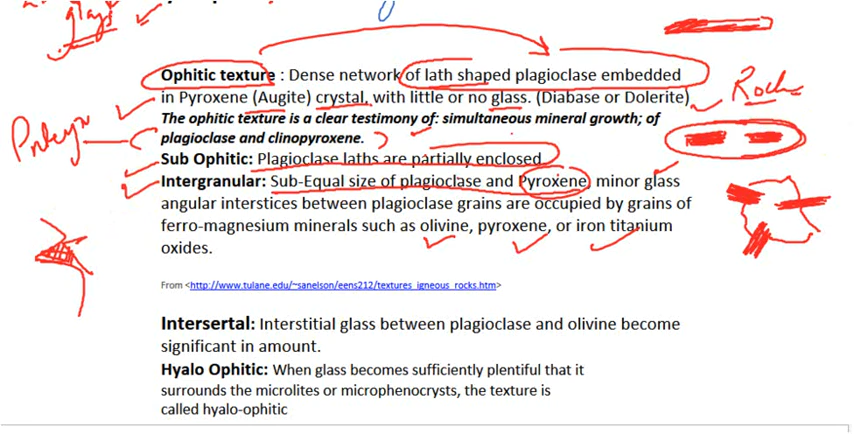 glass
Ophitic texture : Dense network of lath shaped plagioclase embedded
in Pyroxene (Augite) crystal, with little or no glass. (Diabase or Dolerite)
Rock
The ophitic texture is a clear testimony of: simultaneous mineral growth; of
plagioclase and clinopyroxene.
Sub Ophitic: Plagioclase laths are partially enclosed
Intergranular: Sub-Equal size of plagioclase and Pyroxene, minor glass
angular interstices between plagioclase grains are occupied by grains of
ferro-magnesium minerals such as olivine, pyroxene, or iron titanium
oxides.
From <http://www.tulane.edu/~sanelson/eens212/textures_igneous_rocks.htm>
Intersertal: Interstitial glass between plagioclase and olivine become
significant in amount.
Hyalo Ophitic: When glass becomes sufficiently plentiful that it
surrounds the microlites or microphenocrysts, the texture is
called hyalo-ophitic